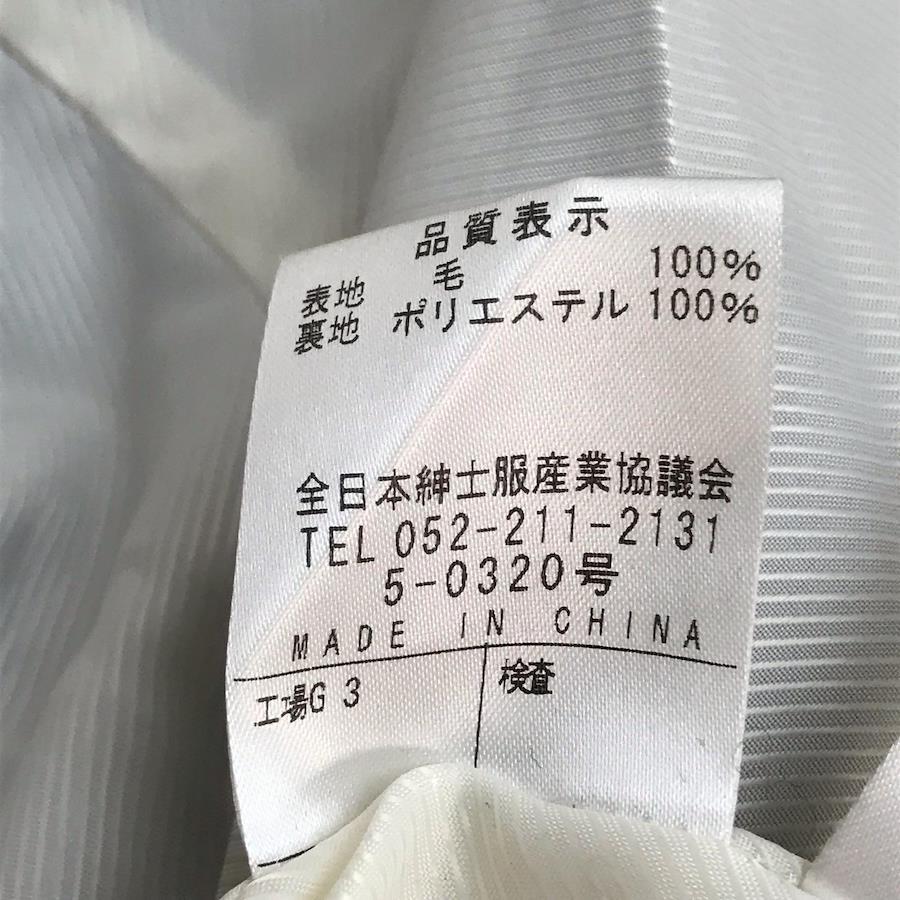 品質表示
表地 毛 100%
裏地 ポリエステル 100%
全日本紳士服産業協議会
TEL 052-211-2131
5-0320号
MADE IN CHINA
工場G 3 検査